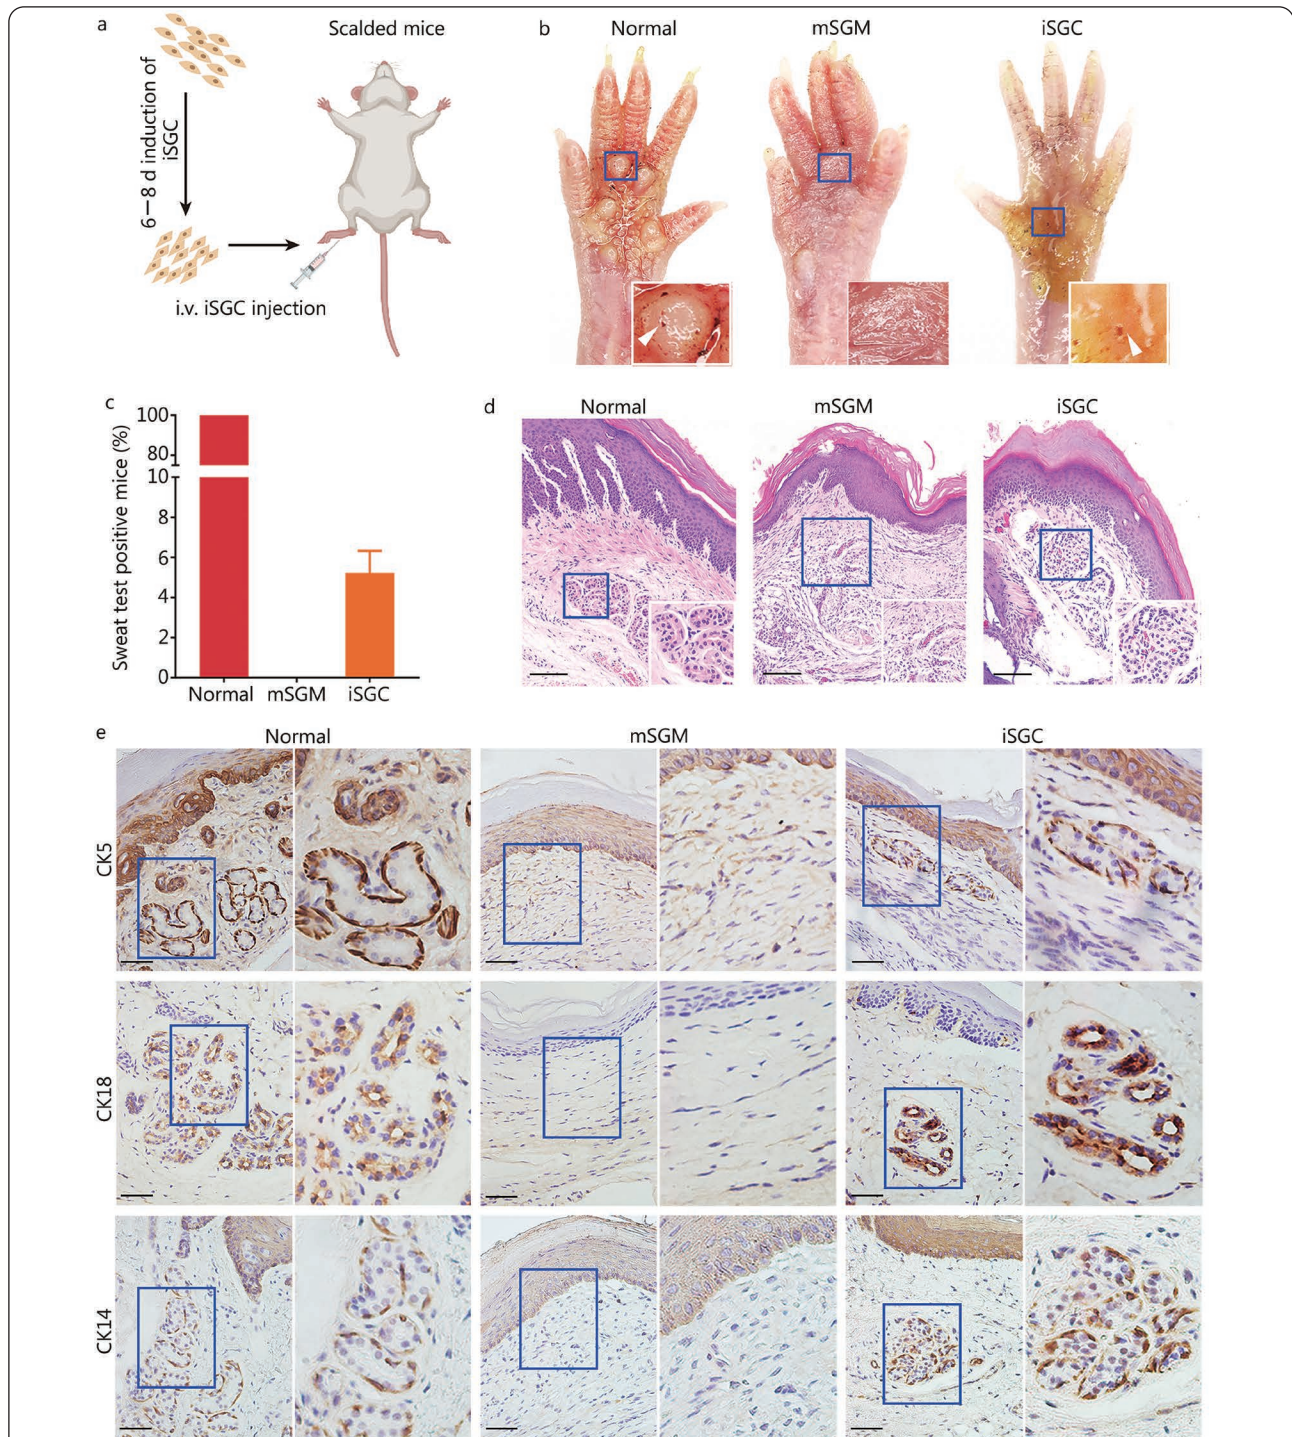 a
Scalded mice
6－8 d induction of
iSGC
i.v. iSGC injection
b
Normal
mSGM
iSGC
c
Sweat test positive mice (%)
100
80
10
8
6
4
2
0
Normal
mSGM
iSGC
d
Normal
mSGM
iSGC
e
Normal
mSGM
iSGC
CK5
CK18
CK14